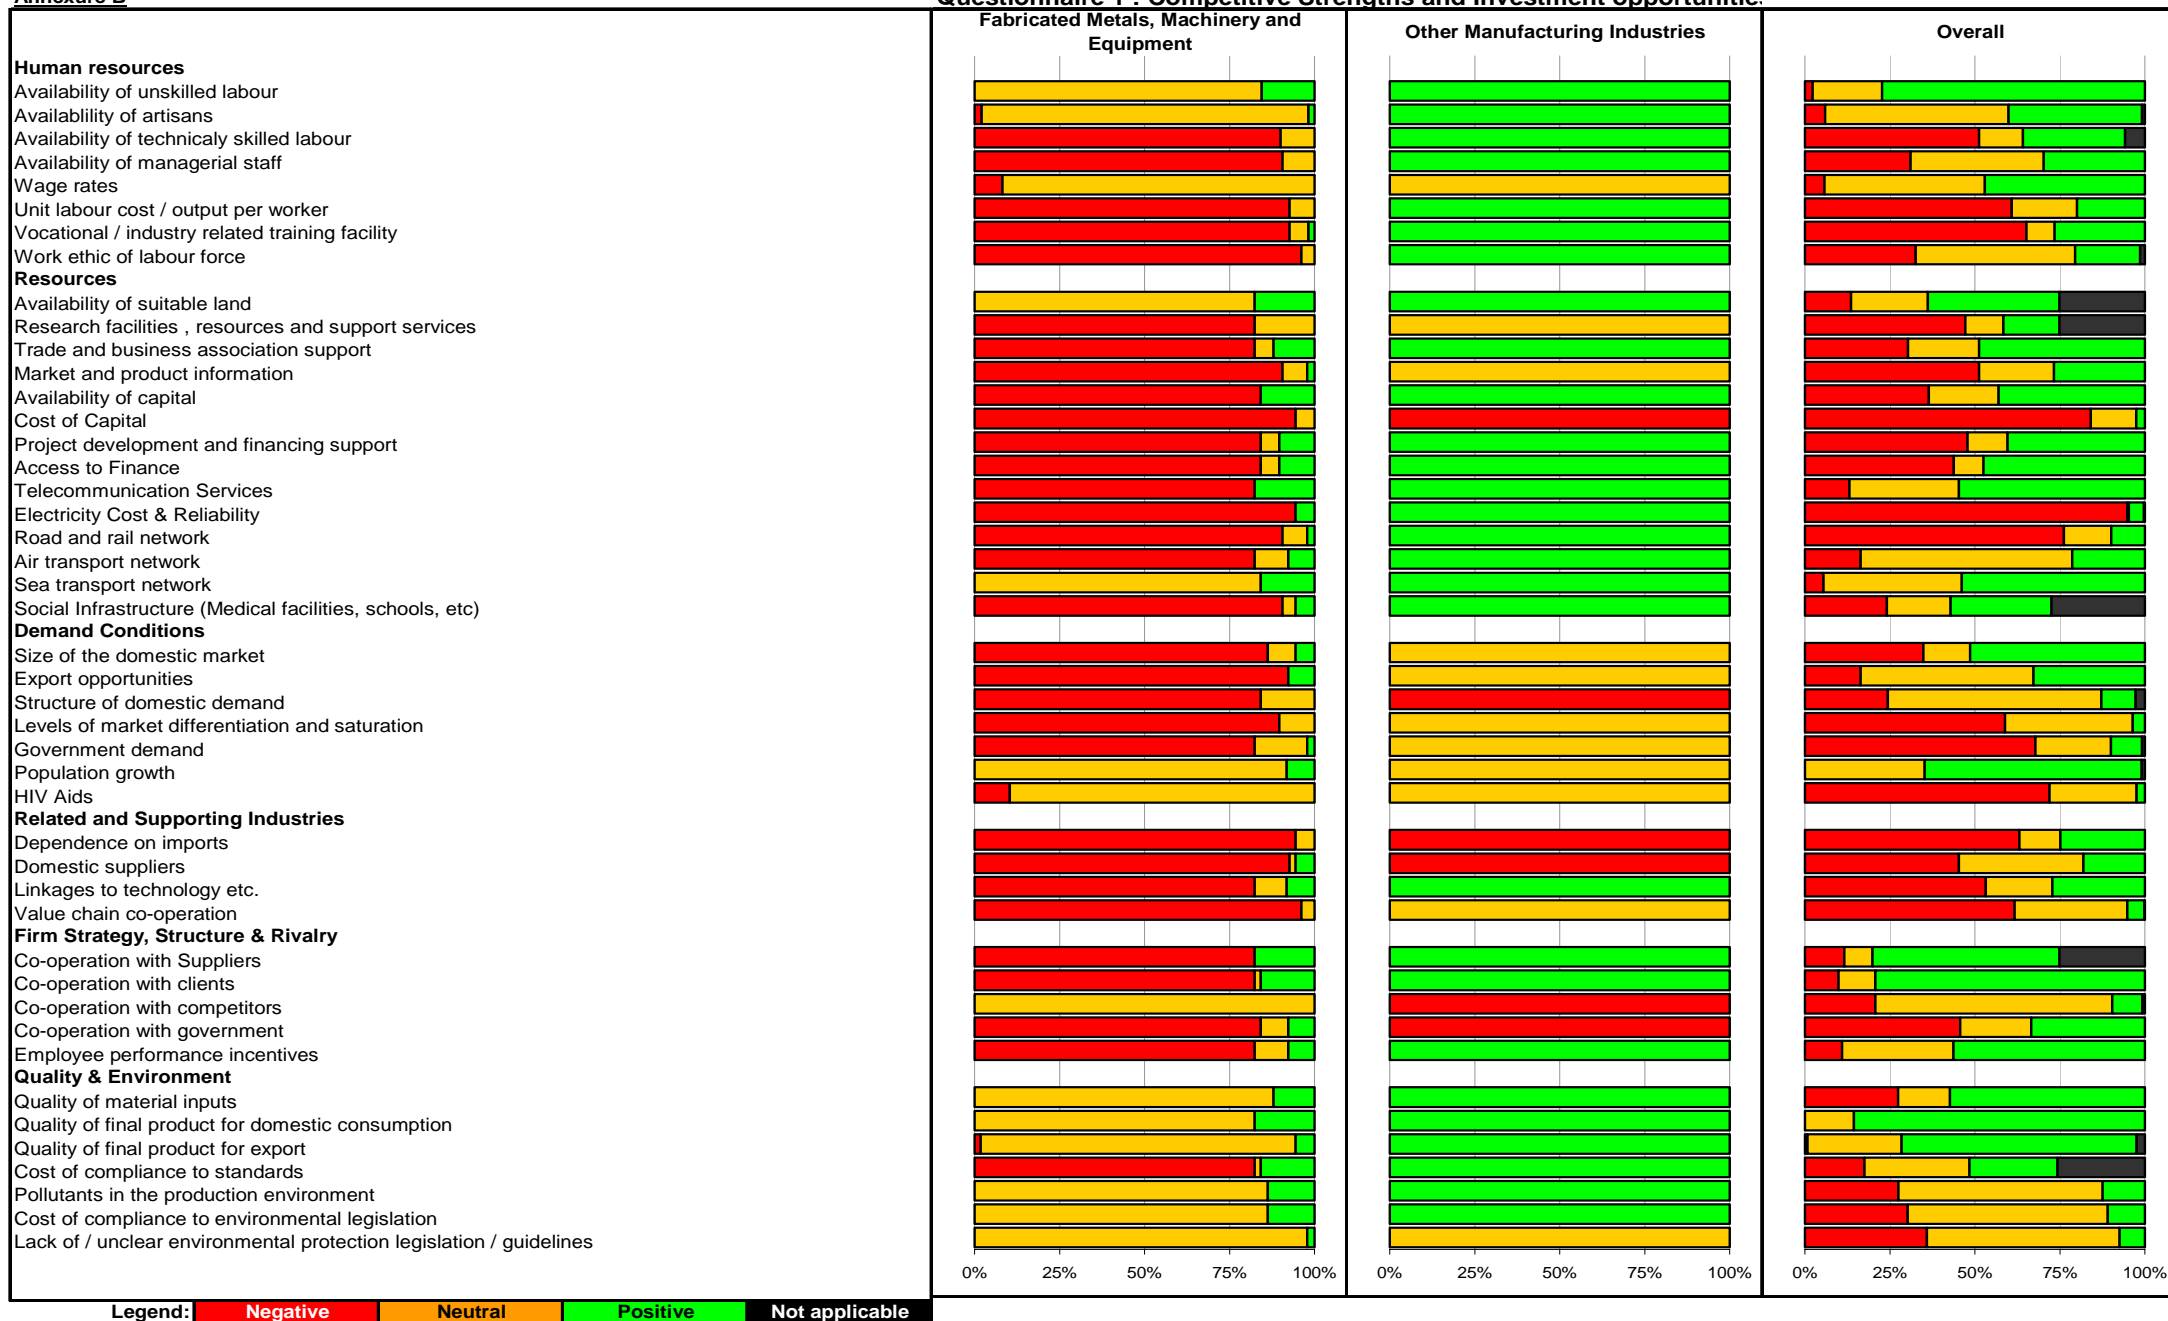 Annexure B
Questionnaire 1 : Competitive Strengths and Investment opportunities
Fabricated Metals, Machinery and
Equipment
Other Manufacturing Industries
Overall
Human resources
Availability of unskilled labour
Availablility of artisans
Availability of technicaly skilled labour
Availability of managerial staff
Wage rates
Unit labour cost / output per worker
Vocational / industry related training facility
Work ethic of labour force
Resources
Availability of suitable land
Research facilities , resources and support services
Trade and business association support
Market and product information
Availability of capital
Cost of Capital
Project development and financing support
Access to Finance
Telecommunication Services
Electricity Cost & Reliability
Road and rail network
Air transport network
Sea transport network
Social Infrastructure (Medical facilities, schools, etc)
Demand Conditions
Size of the domestic market
Export opportunities
Structure of domestic demand
Levels of market differentiation and saturation
Government demand
Population growth
HIV Aids
Related and Supporting Industries
Dependence on imports
Domestic suppliers
Linkages to technology etc.
Value chain co-operation
Firm Strategy, Structure & Rivalry
Co-operation with Suppliers
Co-operation with clients
Co-operation with competitors
Co-operation with government
Employee performance incentives
Quality & Environment
Quality of material inputs
Quality of final product for domestic consumption
Quality of final product for export
Cost of compliance to standards
Pollutants in the production environment
Cost of compliance to environmental legislation
Lack of / unclear environmental protection legislation / guidelines
0% 25% 50% 75% 100%
0% 25% 50% 75% 100%
0% 25% 50% 75% 100%
Legend: Negative Neutral Positive Not applicable